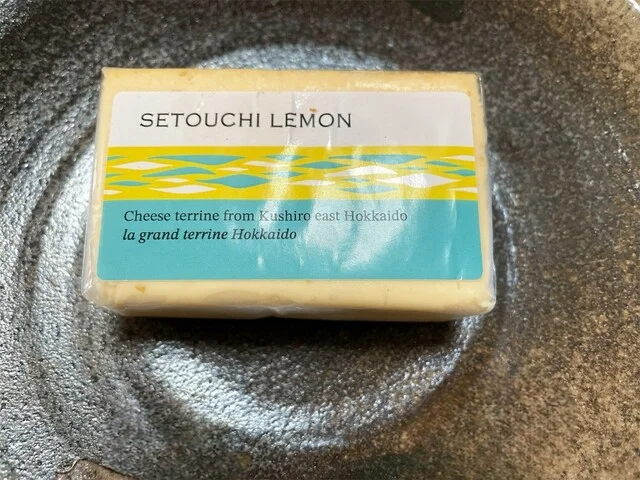 SETOUCHI LEMON
Cheese terrine from Kushiro east Hokkaido
la grand terrine Hokkaido